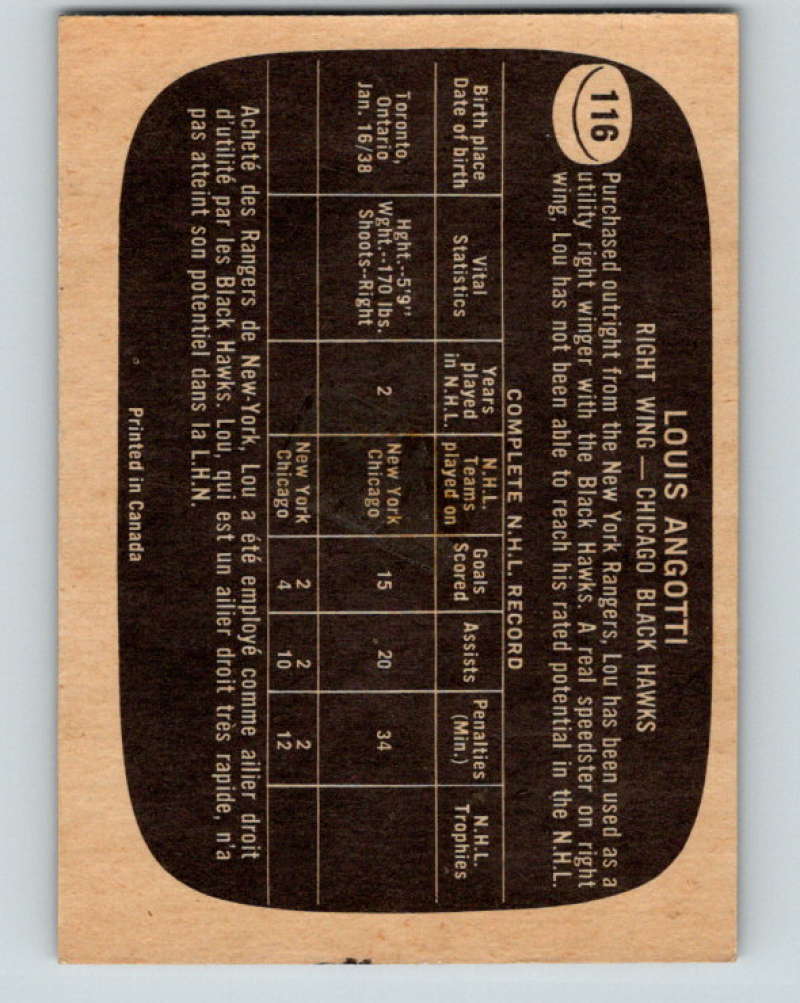 116
LOUIS ANGOTTI
RIGHT WING — CHICAGO BLACK HAWKS
Purchased outright from the New York Rangers, Lou has been used as a
utility right winger with the Black Hawks. A real speedster on right
wing, Lou has not been able to reach his rated potential in the N.H.L.
COMPLETE N.H.L. RECORD
Birth place
Date of birth
Vital
Statistics
Years
played
in N.H.L.
N.H.L.
Teams
played on
Goals
Scored
Assists
Penalties
(Min.)
N.H.L.
Trophies
Toronto,
Ontario
Jan. 16/38
Hght.--5'9"
Wght.--170 lbs.
Shoots--Right
2
New York
Chicago
15
20
34
New York 2 2 2
Chicago 4 10 12
Acheté des Rangers de New-York, Lou a été employé comme ailier droit
d'utilité par les Black Hawks. Lou, qui est un ailier droit très rapide, n'a
pas atteint son potentiel dans la L.H.N.
Printed in Canada